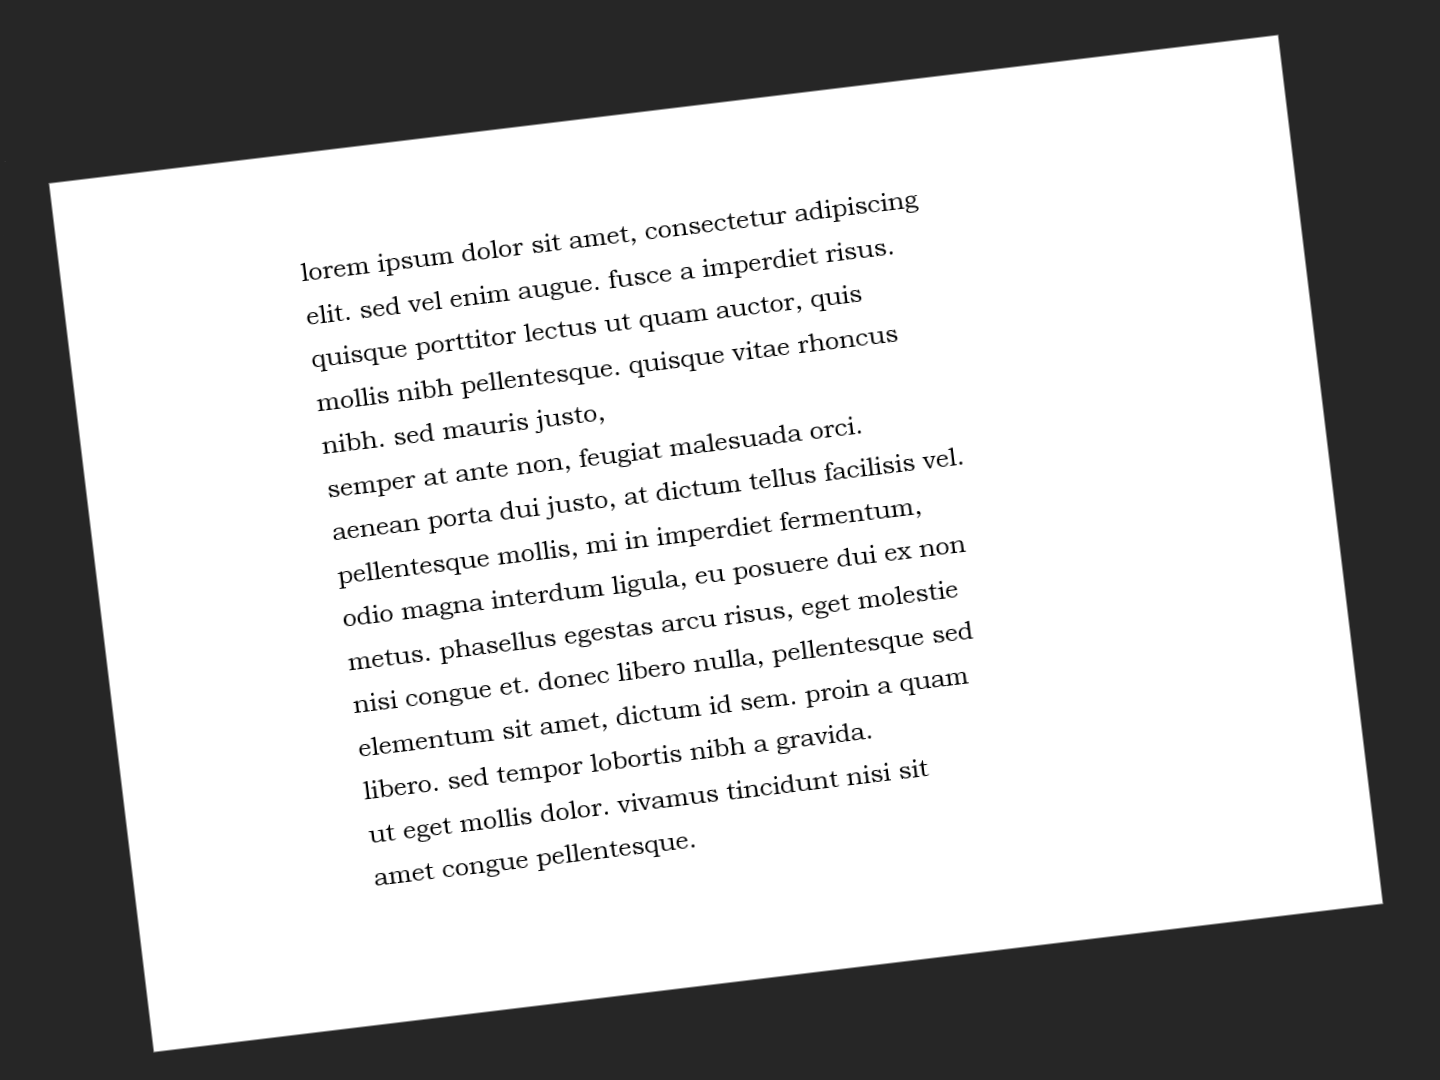 lorem ipsum dolor sit amet, consectetur adipiscing
elit. sed vel enim augue. fusce a imperdiet risus.
quisque porttitor lectus ut quam auctor, quis
mollis nibh pellentesque. quisque vitae rhoncus
nibh. sed mauris justo,
semper at ante non, feugiat malesuada orci.
aenean porta dui justo, at dictum tellus facilisis vel.
pellentesque mollis, mi in imperdiet fermentum,
odio magna interdum ligula, eu posuere dui ex non
metus. phasellus egestas arcu risus, eget molestie
nisi congue et. donec libero nulla, pellentesque sed
elementum sit amet, dictum id sem. proin a quam
libero. sed tempor lobortis nibh a gravida.
ut eget mollis dolor. vivamus tincidunt nisi sit
amet congue pellentesque.